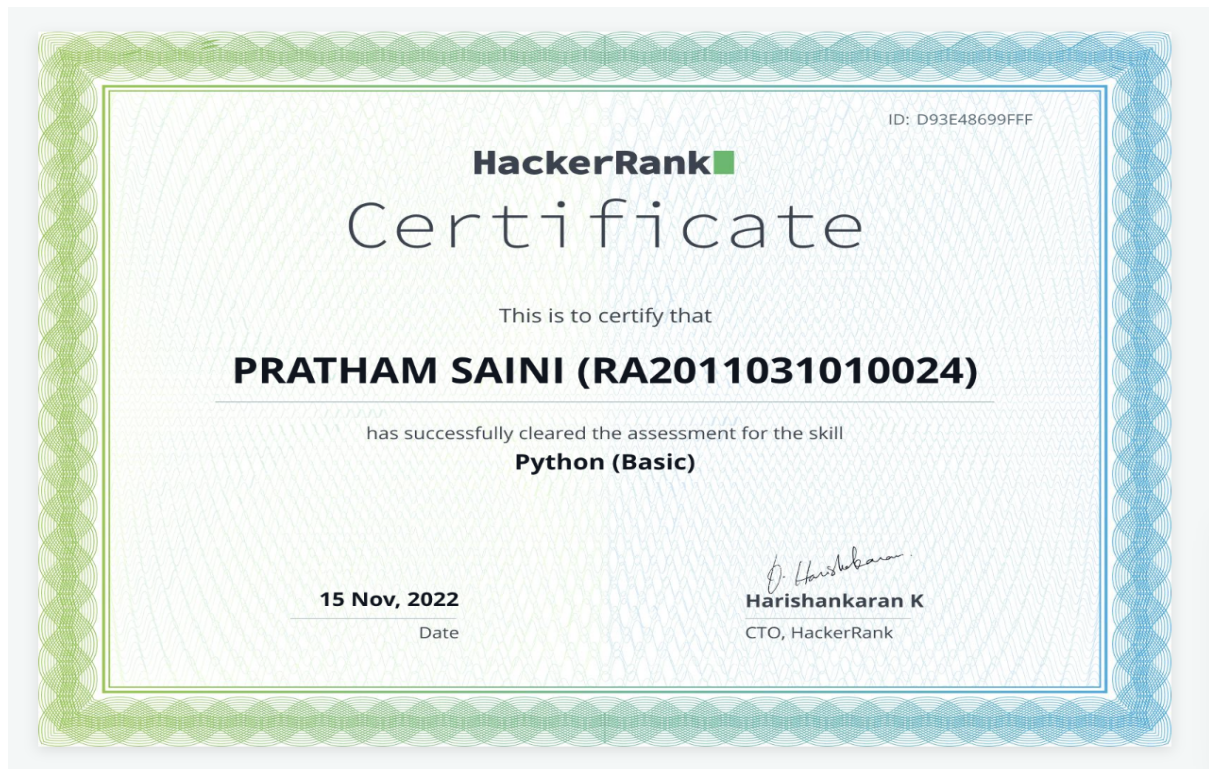 ID: D93E48699FFF
HackerRank
Certificate
This is to certify that
PRATHAM SAINI (RA2011031010024)
has successfully cleared the assessment for the skill
Python (Basic)
15 Nov, 2022
Date
Harishankaran K
CTO, HackerRank